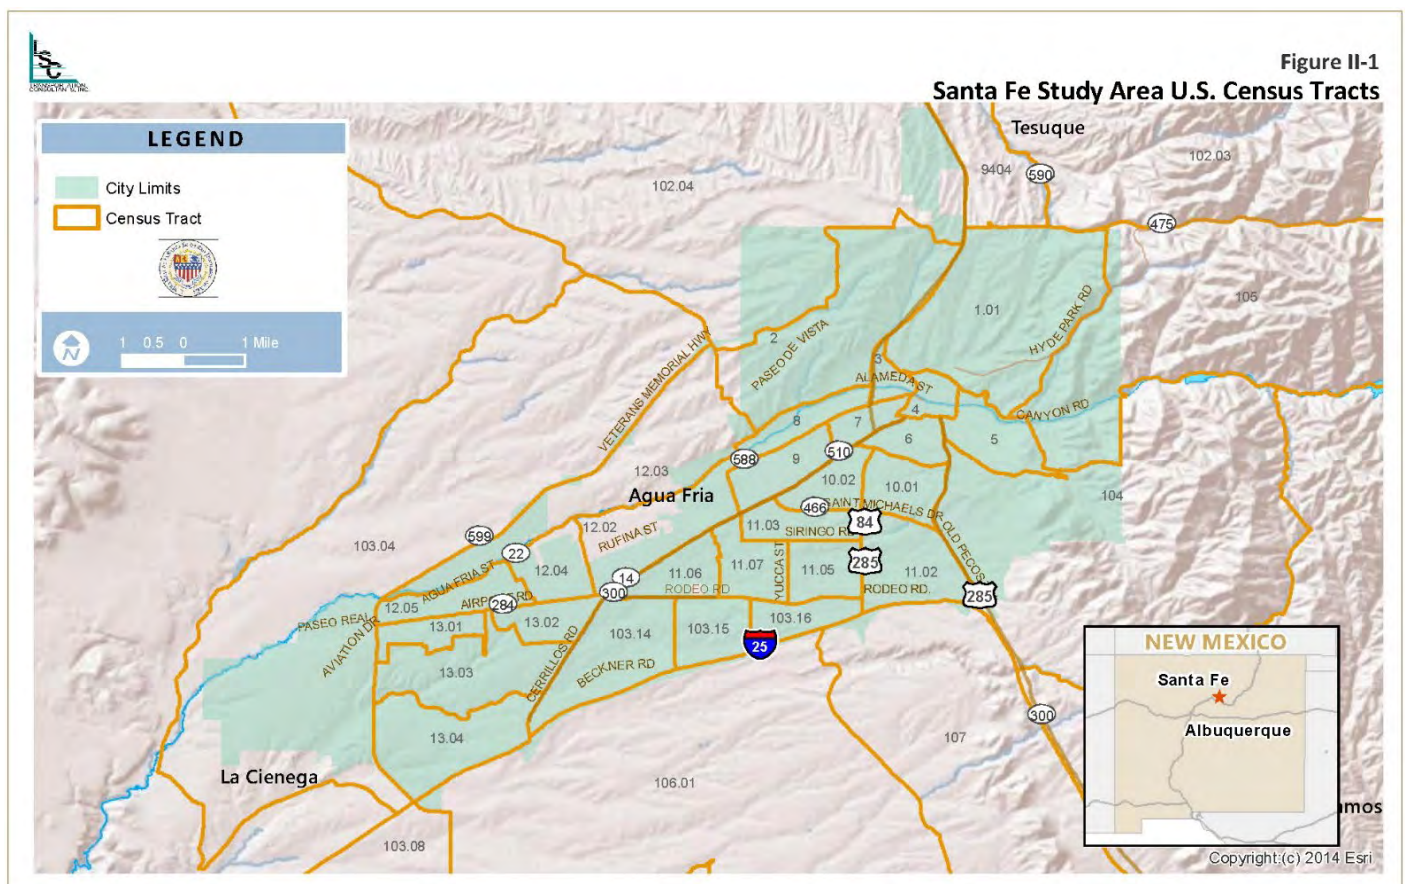 LSC
TRANSPORTATION
CONSULTANTS, INC.
Figure II-1
Santa Fe Study Area U.S. Census Tracts
LEGEND
City Limits
Census Tract
N
1 0.5 0 1 Mile
Tesuque
102.03
9404
590
102.04
475
105
1.01
HYDE PARK RD
2
PASEO DE VISTA
VETERANS MEMORIAL HWY
3
ALAMEDA ST
CANYON RD
4
8
7
6
5
510
588
9
12.03
10.02
10.01
Agua Fria
104
466
SAINT MICHAELS DR
84
11.03
SIRINGO RD
OLD PECOS
12.02
RUFINA ST
599
103.04
22
285
12.04
14
11.06
11.07
YUCCA ST
11.05
11.02
AGUA FRIA ST
300
RODEO RD
RODEO RD.
285
12.05
284
PASEO REAL
AVIATION DR
13.01
13.02
103.14
103.15
103.16
25
CERRILLOS RD
BECKNER RD
13.03
300
13.04
107
La Cienega
106.01
103.08
NEW MEXICO
Santa Fe
Albuquerque
amos
Copyright:(c) 2014 Esri